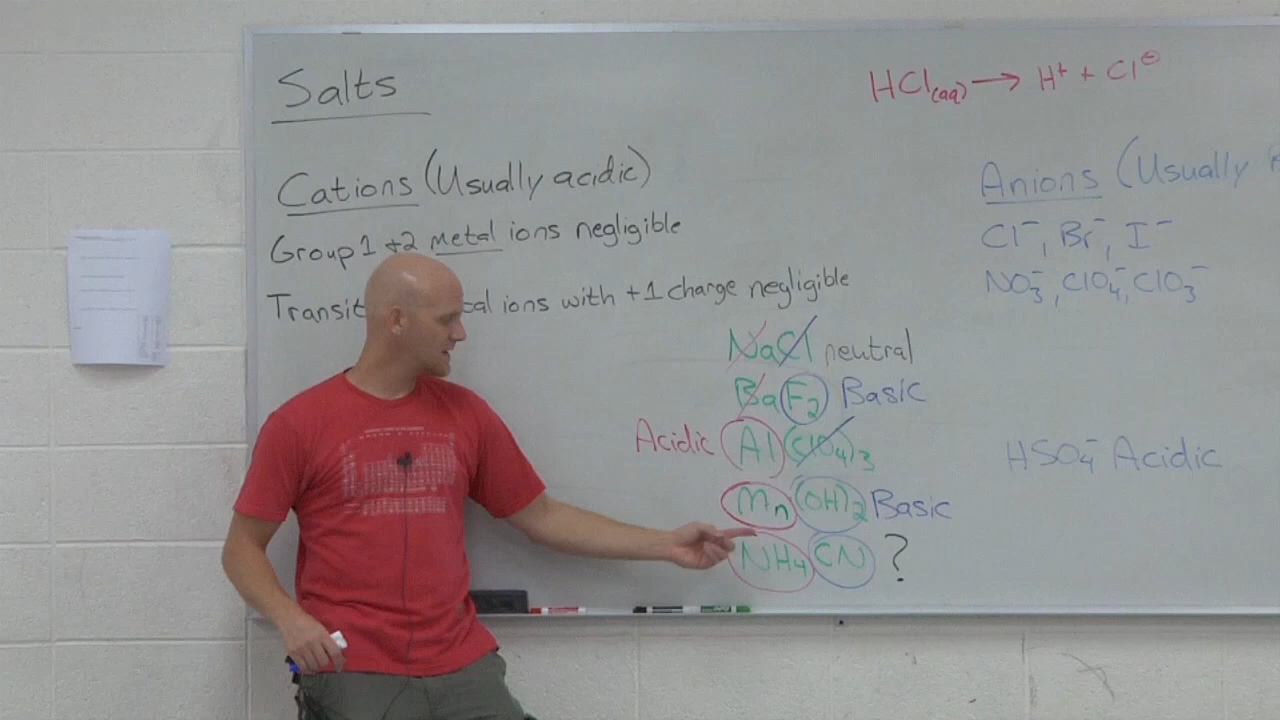 Salts
HCl(aq) → H⁺ + Cl⊖
Cations (Usually acidic)
Group 1 + 2 metal ions negligible
ions with +1 charge negligible
Anions (Usually
Cl⁻, Br⁻, I⁻
NO₃⁻, ClO₄⁻, ClO₃⁻
NaCl neutral
BaF₂ Basic
Acidic Al(ClO₄)₃
Mn(OH)₂ Basic
NH₄CN ?
HSO₄⁻ Acidic